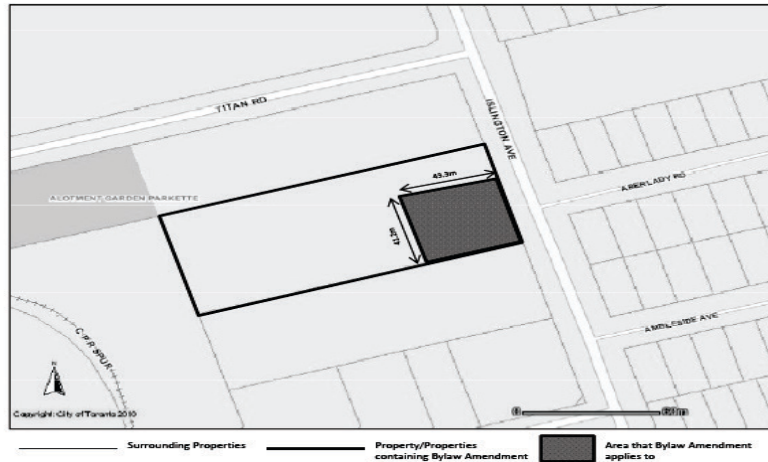 TITAN RD
ISLINGTON AVE
43.3m
ABERLADY RD
ALOTMENT GARDEN PARKETTE
AMBLESIDE AVE
C.P.R SPUR
N
Copyright: City of Toronto 2010
0
Surrounding Properties
Property/Properties
containing Bylaw Amendment
Area that Bylaw Amendment
applies to